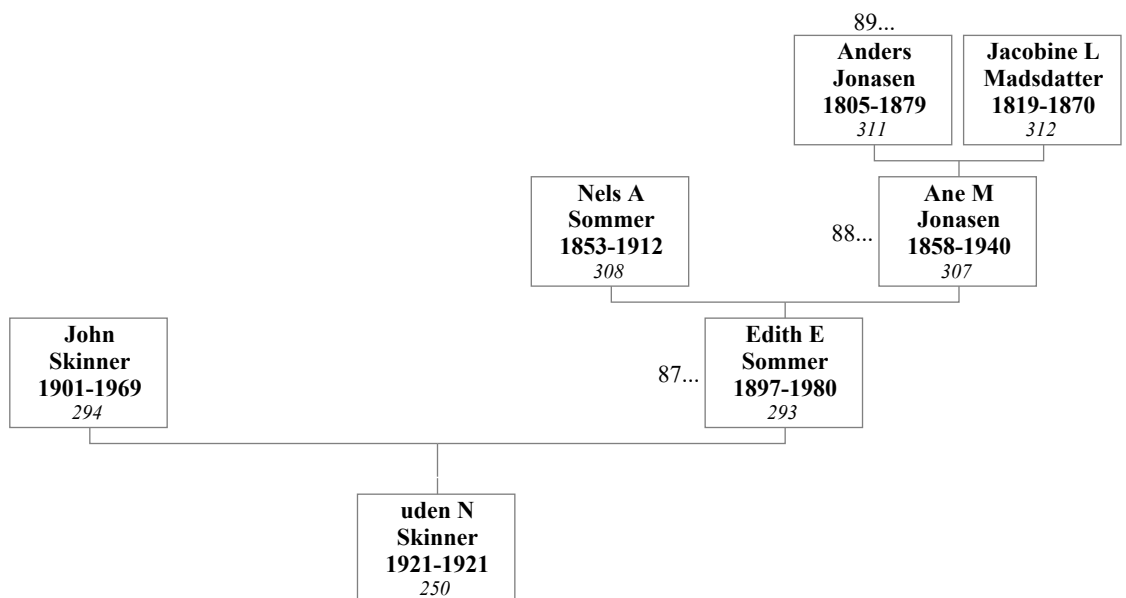 89...
Anders
Jonasen
1805-1879
311
Jacobine L
Madsdatter
1819-1870
312
Nels A
Sommer
1853-1912
308
88...
Ane M
Jonasen
1858-1940
307
John
Skinner
1901-1969
294
87...
Edith E
Sommer
1897-1980
293
uden N
Skinner
1921-1921
250